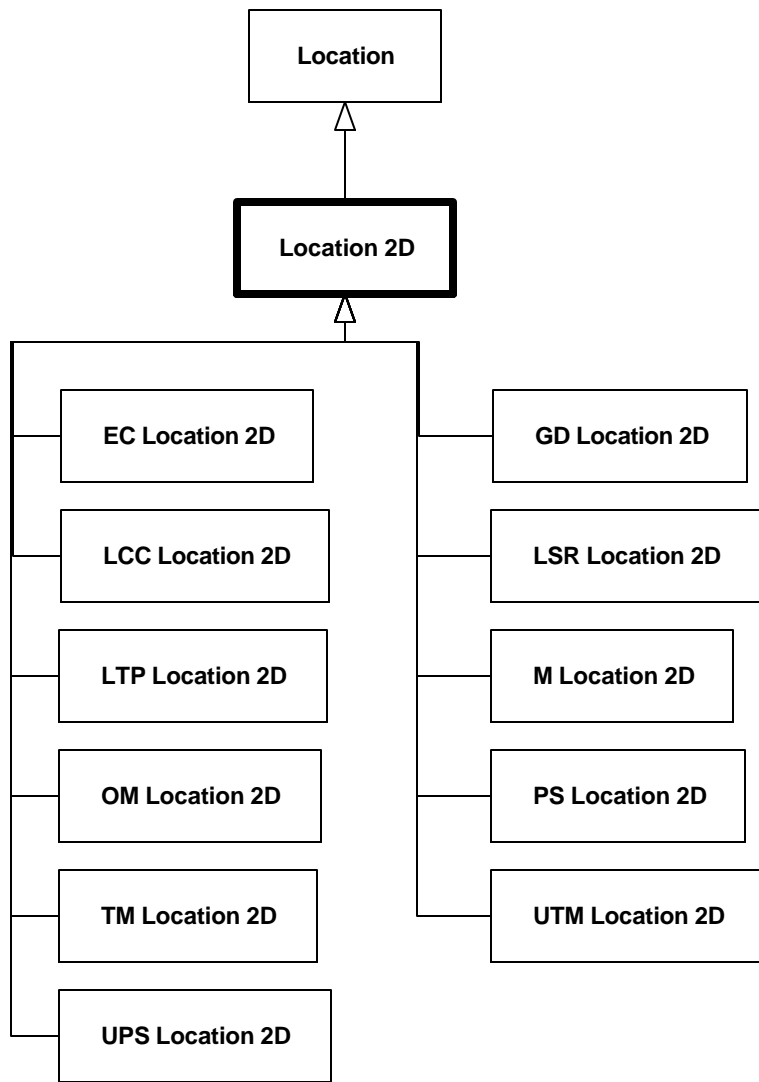 Location
Location 2D
EC Location 2D
GD Location 2D
LCC Location 2D
LSR Location 2D
LTP Location 2D
M Location 2D
OM Location 2D
PS Location 2D
TM Location 2D
UTM Location 2D
UPS Location 2D